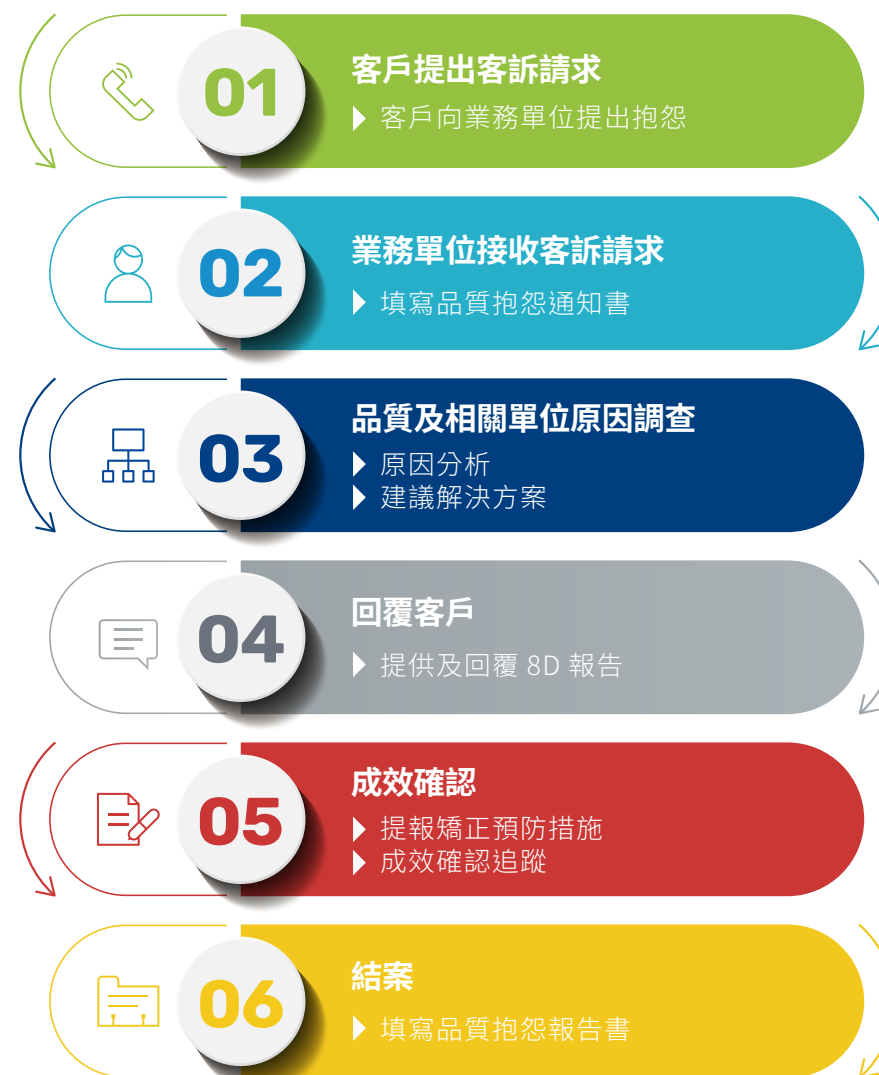 01
客戶提出客訴請求
客戶向業務單位提出抱怨
02
業務單位接收客訴請求
填寫品質抱怨通知書
03
品質及相關單位原因調查
原因分析
建議解決方案
04
回覆客戶
提供及回覆 8D 報告
05
成效確認
提報矯正預防措施
成效確認追蹤
06
結案
填寫品質抱怨報告書